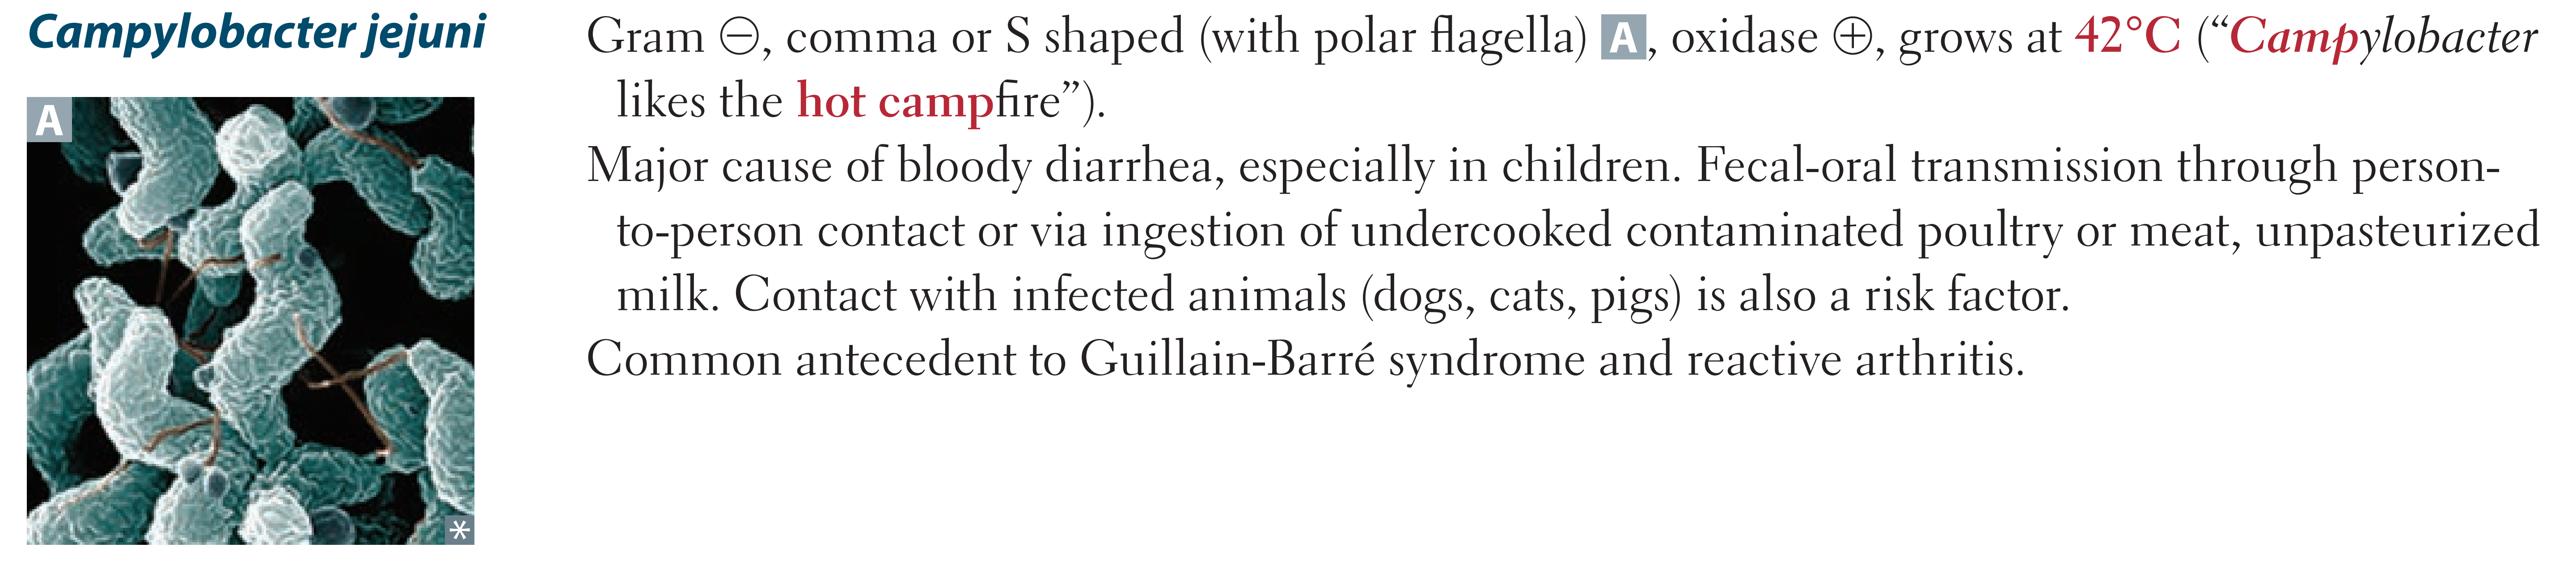 Campylobacter jejuni
A
*
Gram ⊖, comma or S shaped (with polar flagella) A, oxidase ⊕, grows at 42°C (“Campylobacter
likes the hot campfire”).
Major cause of bloody diarrhea, especially in children. Fecal-oral transmission through person-
to-person contact or via ingestion of undercooked contaminated poultry or meat, unpasteurized
milk. Contact with infected animals (dogs, cats, pigs) is also a risk factor.
Common antecedent to Guillain-Barré syndrome and reactive arthritis.